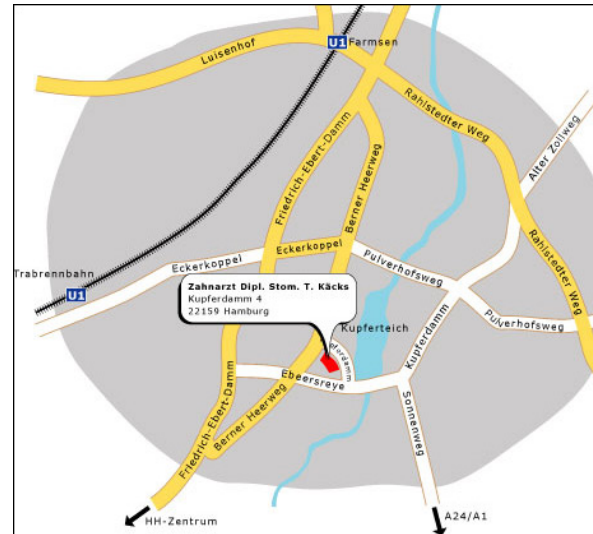 U1
Farmsen
Luisenhof
Rahlstedter Weg
Alter Zollweg
Friedrich-Ebert-Damm
Berner Heerweg
Eckerkoppel
Eckerkoppel
Pulverhofsweg
Rahlstedter Weg
Trabrennbahn
U1
Zahnarzt Dipl. Stom. T. Käcks
Kupferdamm 4
22159 Hamburg
Kupferteich
pferdamm
Kupferdamm
Pulverhofsweg
Ebeersreye
Friedrich-Ebert-Damm
Berner Heerweg
Sonnenweg
HH-Zentrum
A24/A1